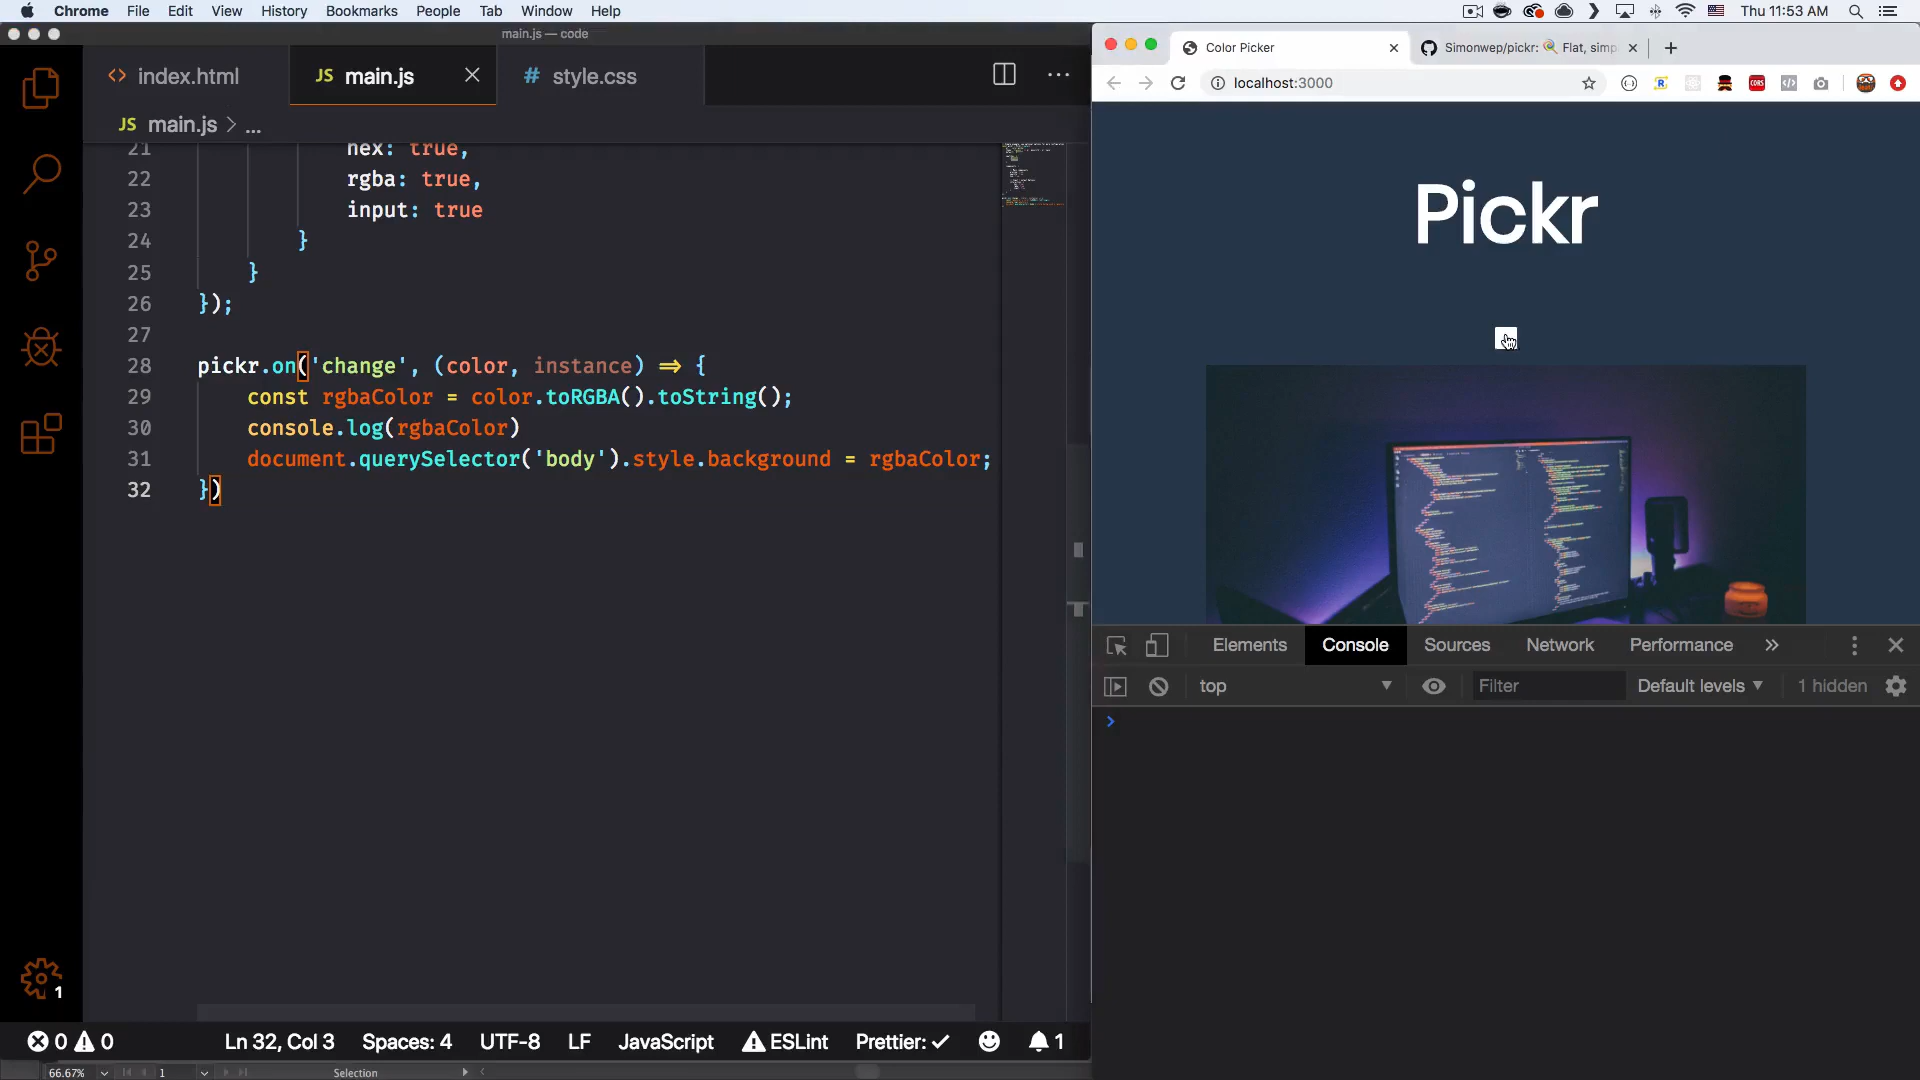 Chrome File Edit View History Bookmarks People Tab Window Help
Thu 11:53 AM
main.js — code
<> index.html
JS main.js
# style.css
JS main.js > ...
21 hex: true,
22 rgba: true,
23 input: true
24 }
25 }
26 });
27
28 pickr.on('change', (color, instance) => {
29 const rgbaColor = color.toRGBA().toString();
30 console.log(rgbaColor)
31 document.querySelector('body').style.background = rgbaColor;
32 })
1
0 0
Ln 32, Col 3
Spaces: 4
UTF-8
LF
JavaScript
ESLint
Prettier: ✓
1
66.67%
1
Selection
Color Picker
Simonwep/pickr: 🔍 Flat, simp
localhost:3000
CORS
Pickr
Elements Console Sources Network Performance »
top
Filter
Default levels ▼
1 hidden
>